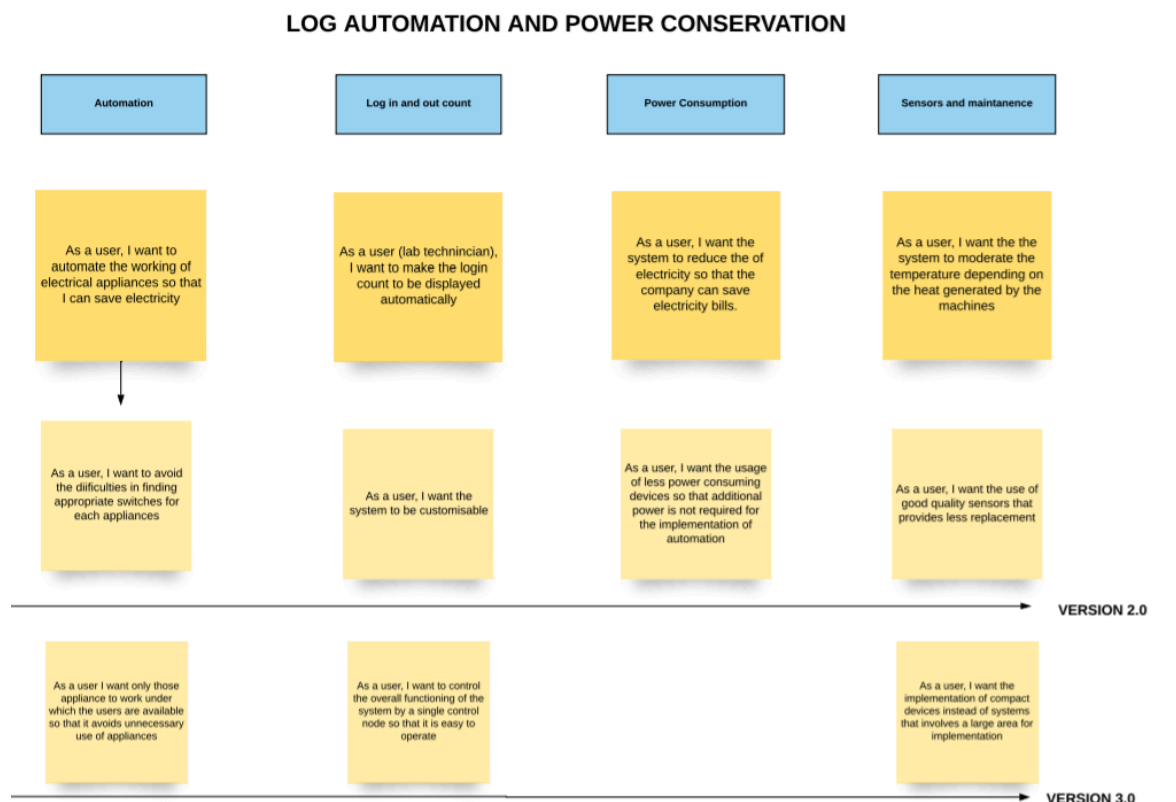 LOG AUTOMATION AND POWER CONSERVATION
Automation
Log in and out count
Power Consumption
Sensors and maintanence
As a user, I want to
automate the working of
electrical appliances so that
I can save electricity
As a user (lab technincian),
I want to make the login
count to be displayed
automatically
As a user, I want the
system to reduce the of
electricity so that the
company can save
electricity bills.
As a user, I want the the
system to moderate the
temperature depending on
the heat generated by the
machines
As a user, I want to avoid
the diificulties in finding
appropriate switches for
each appliances
As a user, I want the
system to be customisable
As a user, I want the usage
of less power consuming
devices so that additional
power is not required for
the implementation of
automation
As a user, I want the use of
good quality sensors that
provides less replacement
VERSION 2.0
As a user I want only those
appliance to work under
which the users are available
so that it avoids unnecessary
use of appliances
As a user, I want to control
the overall functioning of the
system by a single control
node so that it is easy to
operate
As a user, I want the
implementation of compact
devices instead of systems
that involves a large area for
implementation
VERSION 3.0